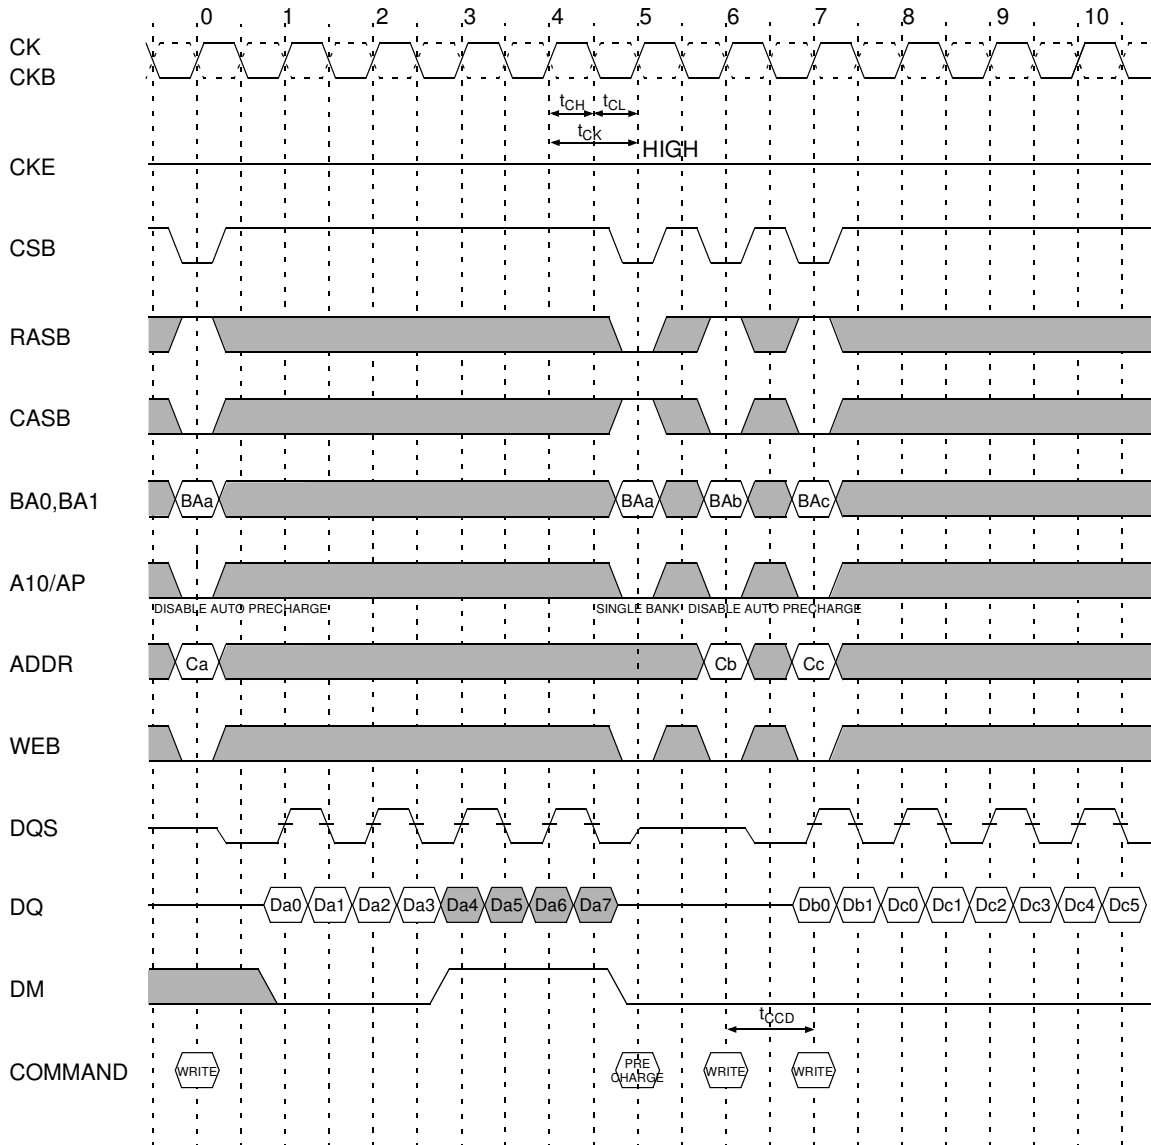 0 1 2 3 4 5 6 7 8 9 10
CK
CKB
tCH tCL
tCK
HIGH
CKE
CSB
RASB
CASB
BA0,BA1 BAa BAa BAb BAc
A10/AP
DISABLE AUTO PRECHARGE SINGLE BANK DISABLE AUTO PRECHARGE
ADDR Ca Cb Cc
WEB
DQS
DQ Da0 Da1 Da2 Da3 Da4 Da5 Da6 Da7 Db0 Db1 Dc0 Dc1 Dc2 Dc3 Dc4 Dc5
DM
tCCD
COMMAND WRITE PRE CHARGE WRITE WRITE